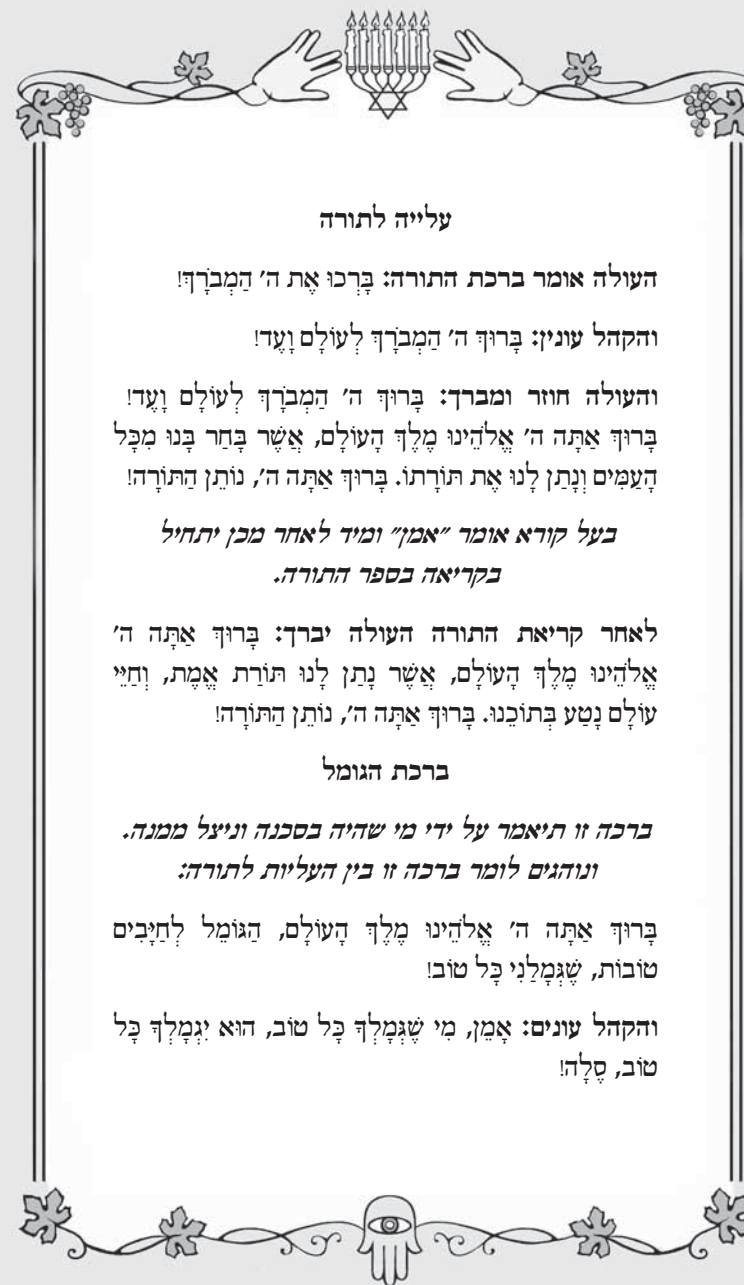 עלייה לתורה
העולה אומר ברכת התורה: בָּרְכוּ אֶת ה׳ הַמְבֹרָךְ!
והקהל עונין: בָּרוּךְ ה׳ הַמְבֹרָךְ לְעוֹלָם וָעֶד!
והעולה חוזר ומברך: בָּרוּךְ ה׳ הַמְבֹרָךְ לְעוֹלָם וָעֶד!
בָּרוּךְ אַתָּה ה׳ אֱלֹהֵינוּ מֶלֶךְ הָעוֹלָם, אֲשֶׁר בָּחַר בָּנוּ מִכָּל
הָעַמִּים וְנָתַן לָנוּ אֶת תּוֹרָתוֹ. בָּרוּךְ אַתָּה ה׳, נוֹתֵן הַתּוֹרָה!
בעל קורא אומר ״אמן״ ומיד לאחר מכן יתחיל
בקריאה בספר התורה.
לאחר קריאת התורה העולה יברך: בָּרוּךְ אַתָּה ה׳
אֱלֹהֵינוּ מֶלֶךְ הָעוֹלָם, אֲשֶׁר נָתַן לָנוּ תּוֹרַת אֱמֶת, וְחַיֵּי
עוֹלָם נָטַע בְּתוֹכֵנוּ. בָּרוּךְ אַתָּה ה׳, נוֹתֵן הַתּוֹרָה!
ברכת הגומל
ברכה זו תיאמר על ידי מי שהיה בסכנה וניצל ממנה.
ונוהגים לומר ברכה זו בין העליות לתורה:
בָּרוּךְ אַתָּה ה׳ אֱלֹהֵינוּ מֶלֶךְ הָעוֹלָם, הַגּוֹמֵל לְחַיָּבִים
טוֹבוֹת, שֶׁגְּמָלַנִי כָּל טוֹב!
והקהל עונים: אָמֵן, מִי שֶׁגְּמָלְךָ כָּל טוֹב, הוּא יִגְמָלְךָ כָּל
טוֹב, סֶלָה!